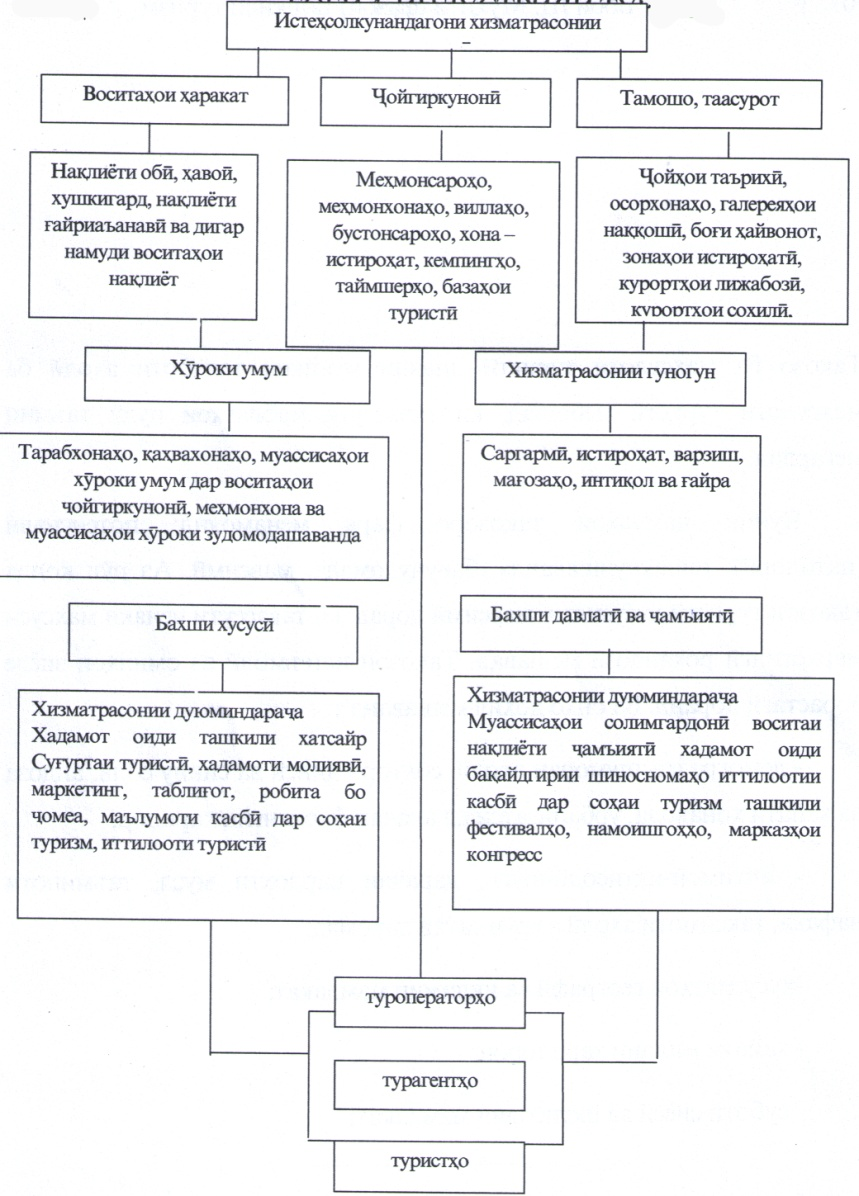 Истеҳсолкунандагони хизматрасонии
Воситаҳои ҳаракат
Ҷойгиркунонӣ
Тамошо, таасурот
Нақлиёти обӣ, ҳавоӣ,
хушкигард, нақлиёти
ғайриаъанавӣ ва дигар
намуди воситаҳои
нақлиёт
Меҳмонсароҳо,
меҳмонхонаҳо, виллаҳо,
бустонсароҳо, хона –
истироҳат, кемпингҳо,
таймшерҳо, базаҳои
туристӣ
Ҷойҳои таърихӣ,
осорхонаҳо, галереяҳои
наққошӣ, боғи ҳайвонот,
зонаҳои истироҳатӣ,
курортҳои лижабозӣ,
курортҳои соҳилӣ.
Хӯроки умум
Хизматрасонии гуногун
Тарабхонаҳо, қаҳвахонаҳо, муассисаҳои
хӯроки умум дар воситаҳои
ҷойгиркунонӣ, меҳмонхона ва
муассисаҳои хӯроки зудомодашаванда
Саргармӣ, истироҳат, варзиш,
мағозаҳо, интиқол ва ғайра
Бахши хусусӣ
Бахши давлатӣ ва ҷамъиятӣ
Хизматрасонии дуюминдараҷа
Хадамот оиди ташкили хатсайр
Суғуртаи туристӣ, хадамоти молиявӣ,
маркетинг, таблиғот, робита бо
ҷомеа, маълумоти касбӣ дар соҳаи
туризм, иттилооти туристӣ
Хизматрасонии дуюминдараҷа
Муассисаҳои солимгардонӣ воситаи
нақлиёти ҷамъиятӣ хадамот оиди
бақайдгирии шиносномаҳо иттилоотии
касбӣ дар соҳаи туризм ташкили
фестивалҳо, намоишгоҳҳо, марказҳои
конгресс
туроператорҳо
турагентҳо
туристҳо